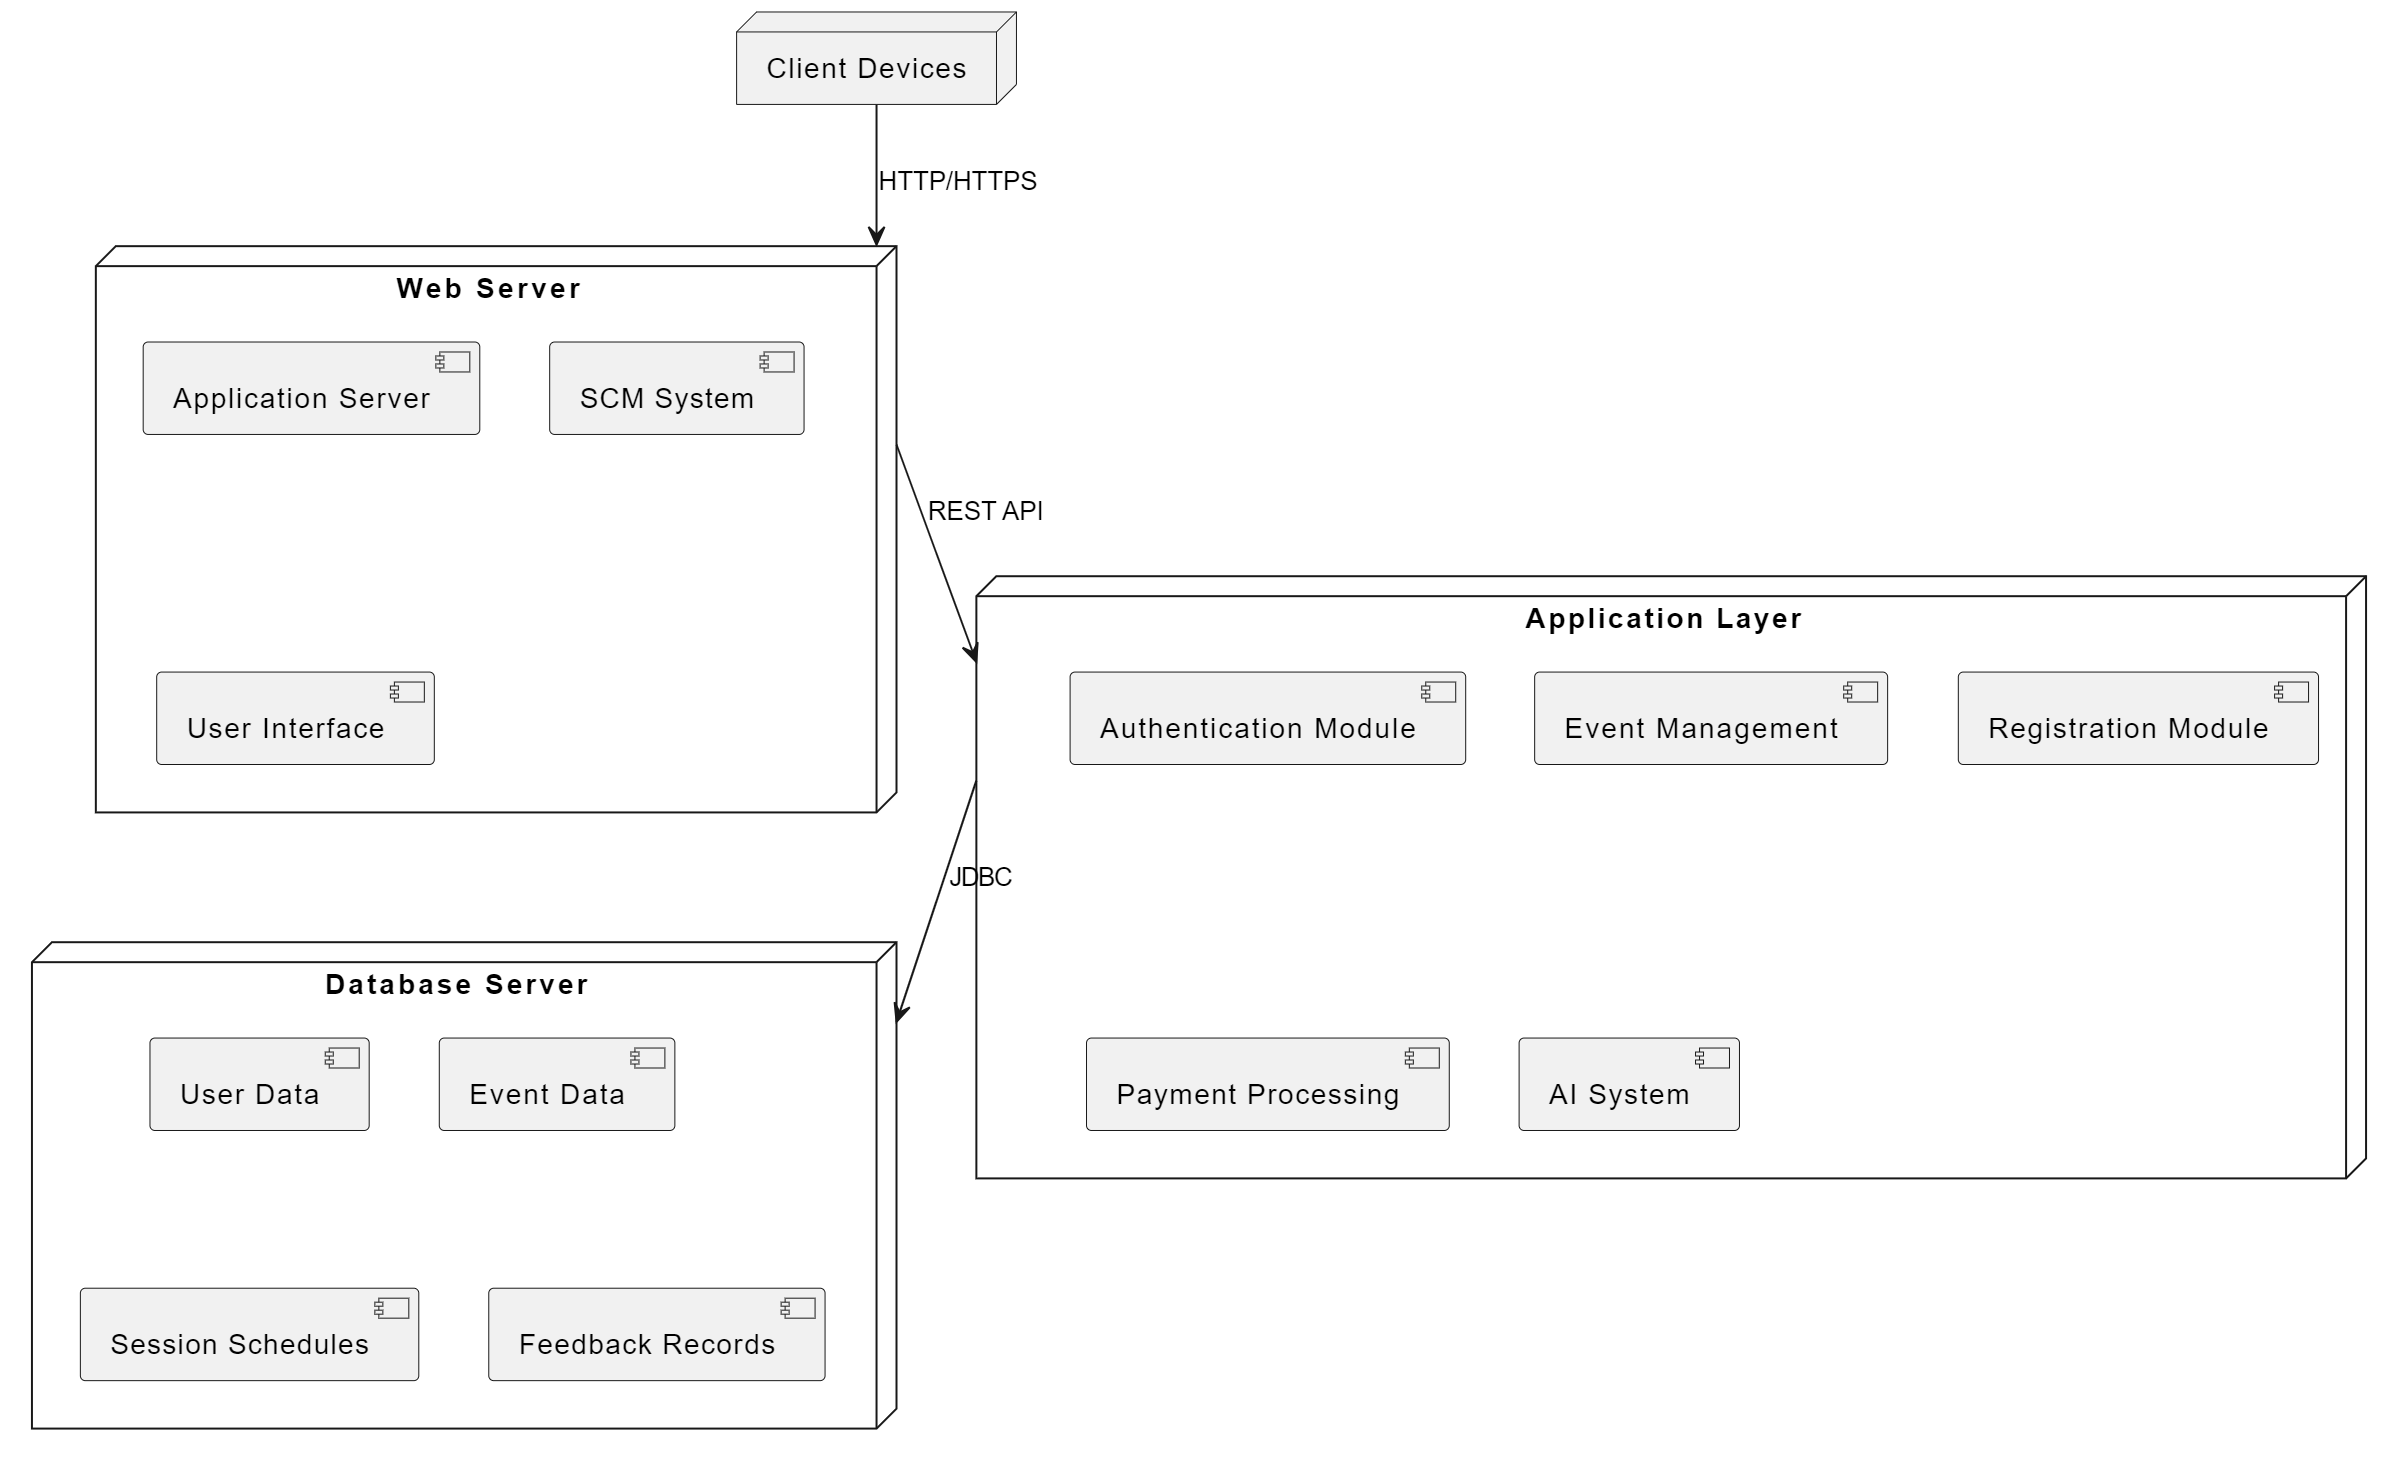 Client Devices
HTTP/HTTPS
Web Server
Application Server
SCM System
REST API
User Interface
Application Layer
Authentication Module
Event Management
Registration Module
JDBC
Payment Processing
AI System
Database Server
User Data
Event Data
Session Schedules
Feedback Records